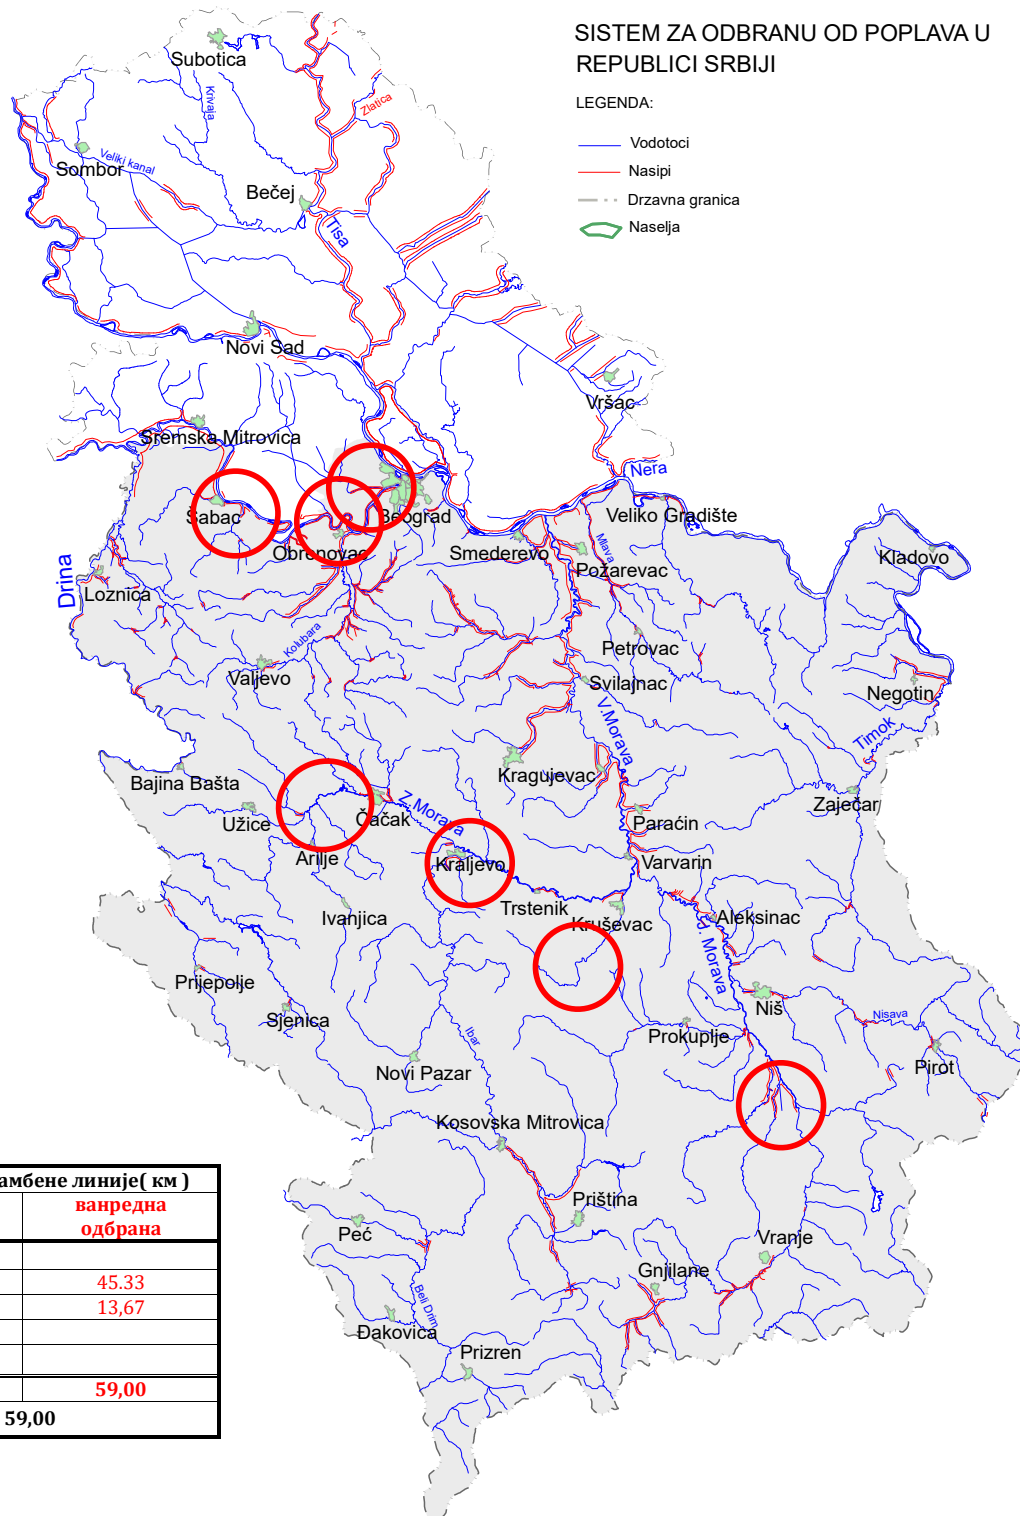 SISTEM ZA ODBRANU OD POPLAVA U
REPUBLICI SRBIJI
LEGENDA:
Vodotoci
Nasipi
Drzavna granica
Naselja
Subotica
Krivaja
Zlatica
Sombor
Veliki kanal
Bečej
Tisa
Novi Sad
Vršac
Sremska Mitrovica
Nera
Šabac
Beograd
Veliko Gradište
Obrenovac
Smederevo
Mlava
Požarevac
Kladovo
Drina
Loznica
Kolubara
Petrovac
Valjevo
Svilajnac
Negotin
V.Morava
Timok
Bajina Bašta
Kragujevac
Zaječar
Užice
Čačak
Z.Morava
Paraćin
Arilje
Kraljevo
Varvarin
Ivanjica
Trstenik
Kruševac
Aleksinac
J. Morava
Prijepolje
Niš
Nisava
Sjenica
Ibar
Prokuplje
Pirot
Novi Pazar
Kosovska Mitrovica
Priština
Peć
Vranje
Gnjilane
Beli Drim
Đakovica
Prizren
амбене линије( км )
ванредна
одбрана
45.33
13,67
59,00
59,00